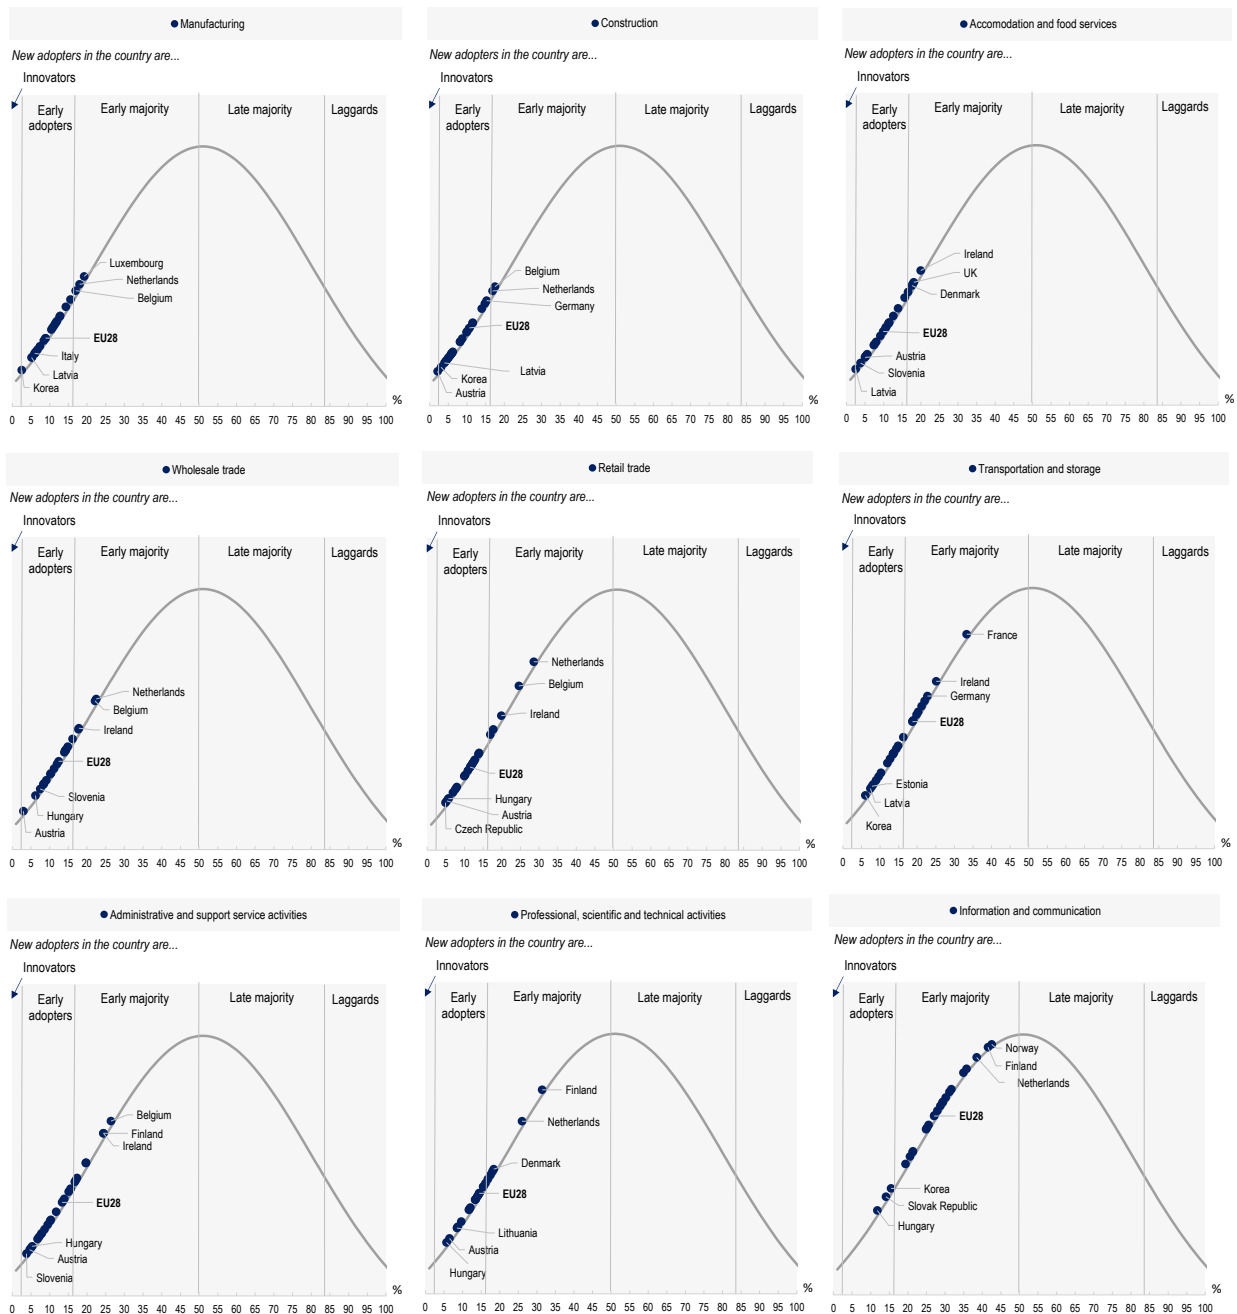 Manufacturing
New adopters in the country are...
Innovators
Early adopters
Early majority
Late majority
Laggards
Luxembourg
Netherlands
Belgium
EU28
Italy
Latvia
Korea
%
0 5 10 15 20 25 30 35 40 45 50 55 60 65 70 75 80 85 90 95 100
Construction
New adopters in the country are...
Innovators
Early adopters
Early majority
Late majority
Laggards
Belgium
Netherlands
Germany
EU28
Latvia
Korea
Austria
%
0 5 10 15 20 25 30 35 40 45 50 55 60 65 70 75 80 85 90 95 100
Accomodation and food services
New adopters in the country are...
Innovators
Early adopters
Early majority
Late majority
Laggards
Ireland
UK
Denmark
EU28
Austria
Slovenia
Latvia
%
0 5 10 15 20 25 30 35 40 45 50 55 60 65 70 75 80 85 90 95 100
Wholesale trade
New adopters in the country are...
Innovators
Early adopters
Early majority
Late majority
Laggards
Netherlands
Belgium
Ireland
EU28
Slovenia
Hungary
Austria
%
0 5 10 15 20 25 30 35 40 45 50 55 60 65 70 75 80 85 90 95 100
Retail trade
New adopters in the country are...
Innovators
Early adopters
Early majority
Late majority
Laggards
Netherlands
Belgium
Ireland
EU28
Hungary
Austria
Czech Republic
%
0 5 10 15 20 25 30 35 40 45 50 55 60 65 70 75 80 85 90 95 100
Transportation and storage
New adopters in the country are...
Innovators
Early adopters
Early majority
Late majority
Laggards
France
Ireland
Germany
EU28
Estonia
Latvia
Korea
%
0 5 10 15 20 25 30 35 40 45 50 55 60 65 70 75 80 85 90 95 100
Administrative and support service activities
New adopters in the country are...
Innovators
Early adopters
Early majority
Late majority
Laggards
Belgium
Finland
Ireland
EU28
Hungary
Austria
Slovenia
%
0 5 10 15 20 25 30 35 40 45 50 55 60 65 70 75 80 85 90 95 100
Professional, scientific and technical activities
New adopters in the country are...
Innovators
Early adopters
Early majority
Late majority
Laggards
Finland
Netherlands
Denmark
EU28
Lithuania
Austria
Hungary
%
0 5 10 15 20 25 30 35 40 45 50 55 60 65 70 75 80 85 90 95 100
Information and communication
New adopters in the country are...
Innovators
Early adopters
Early majority
Late majority
Laggards
Norway
Finland
Netherlands
EU28
Korea
Slovak Republic
Hungary
%
0 5 10 15 20 25 30 35 40 45 50 55 60 65 70 75 80 85 90 95 100